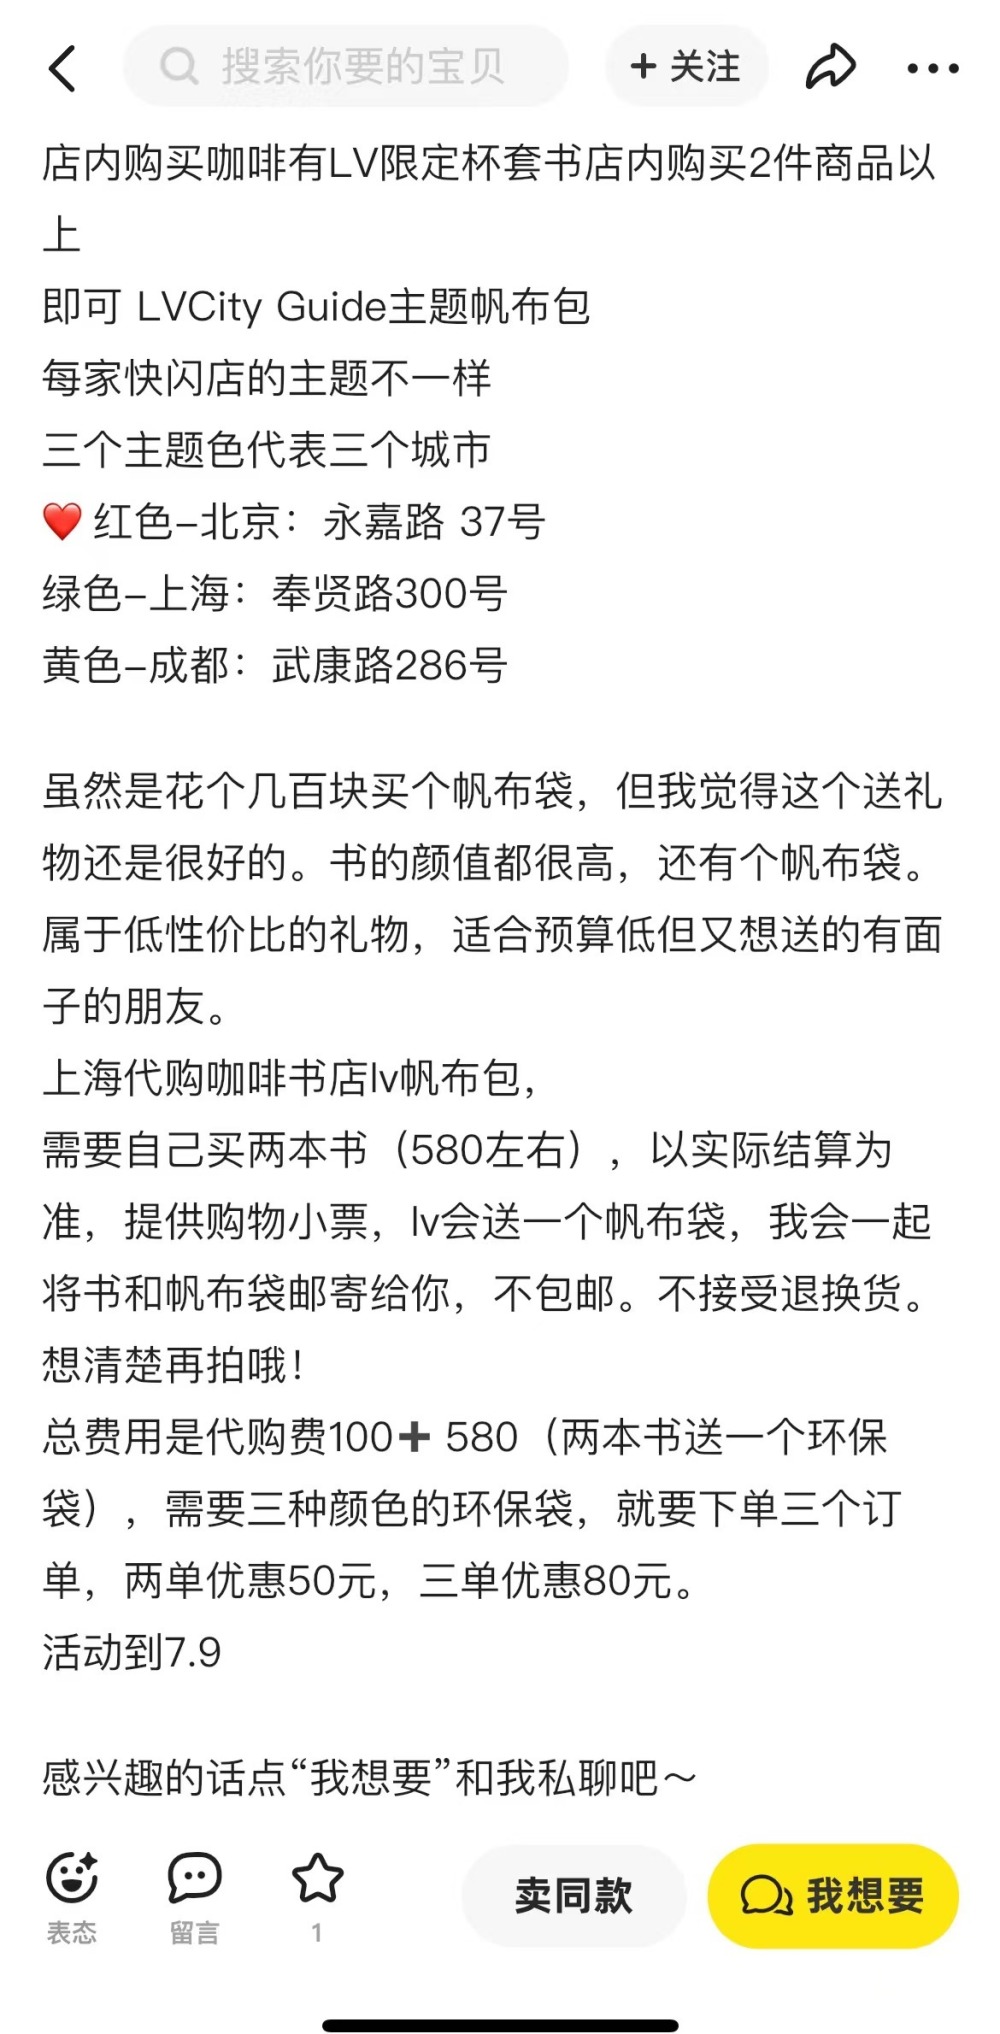 搜索你要的宝贝
+ 关注
店内购买咖啡有LV限定杯套书店内购买2件商品以
上
即可 LVCity Guide主题帆布包
每家快闪店的主题不一样
三个主题色代表三个城市
❤️红色-北京：永嘉路 37号
绿色-上海：奉贤路300号
黄色-成都：武康路286号
虽然是花个几百块买个帆布袋，但我觉得这个送礼
物还是很好的。书的颜值都很高，还有个帆布袋。
属于低性价比的礼物，适合预算低但又想送的有面
子的朋友。
上海代购咖啡书店lv帆布包，
需要自己买两本书（580左右），以实际结算为
准，提供购物小票，lv会送一个帆布袋，我会一起
将书和帆布袋邮寄给你，不包邮。不接受退换货。
想清楚再拍哦！
总费用是代购费100➕580（两本书送一个环保
袋），需要三种颜色的环保袋，就要下单三个订
单，两单优惠50元，三单优惠80元。
活动到7.9
感兴趣的话点“我想要”和我私聊吧～
表态
留言
1
卖同款
我想要